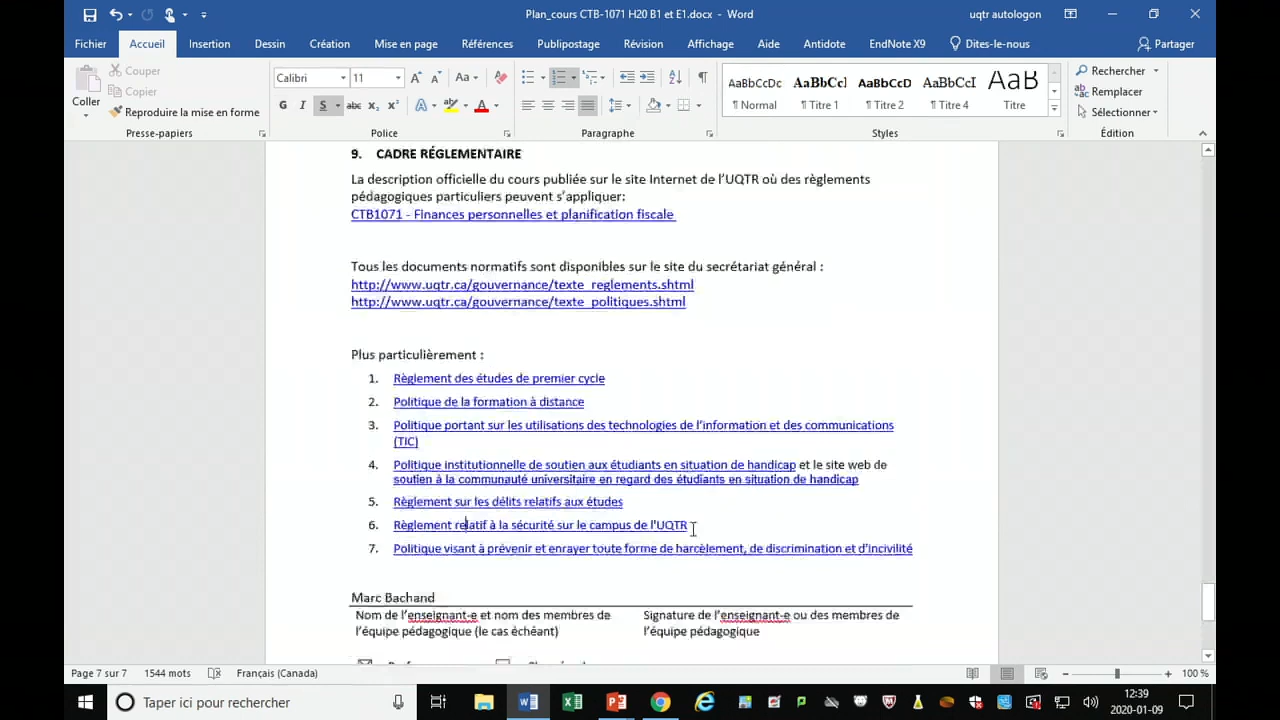 Plan_cours CTB-1071 H20 B1 et E1.docx - Word
uqtr autologon
Fichier Accueil Insertion Dessin Création Mise en page Références Publipostage Révision Affichage Aide Antidote EndNote X9 Dites-le-nous Partager
Couper
Copier
Coller
Reproduire la mise en forme
Calibri 11
AaBbCcDc AaBbCcI AaBbCcD AaBbCcI AaB
¶ Normal ¶ Titre 1 ¶ Titre 2 ¶ Titre 4 Titre
Rechercher
Remplacer
Sélectionner
Presse-papiers Police Paragraphe Styles Édition
9. CADRE RÉGLEMENTAIRE
La description officielle du cours publiée sur le site Internet de l'UQTR où des règlements
pédagogiques particuliers peuvent s'appliquer:
CTB1071 - Finances personnelles et planification fiscale
Tous les documents normatifs sont disponibles sur le site du secrétariat général :
http://www.uqtr.ca/gouvernance/texte_reglements.shtml
http://www.uqtr.ca/gouvernance/texte_politiques.shtml
Plus particulièrement :
1. Règlement des études de premier cycle
2. Politique de la formation à distance
3. Politique portant sur les utilisations des technologies de l'information et des communications
(TIC)
4. Politique institutionnelle de soutien aux étudiants en situation de handicap et le site web de
soutien à la communauté universitaire en regard des étudiants en situation de handicap
5. Règlement sur les délits relatifs aux études
6. Règlement relatif à la sécurité sur le campus de l'UQTR
7. Politique visant à prévenir et enrayer toute forme de harcèlement, de discrimination et d'incivilité
Marc Bachand
Nom de l'enseignant-e et nom des membres de
l'équipe pédagogique (le cas échéant)
Signature de l'enseignant-e ou des membres de
l'équipe pédagogique
Page 7 sur 7 1544 mots Français (Canada) 100 %
Taper ici pour rechercher
12:39
2020-01-09